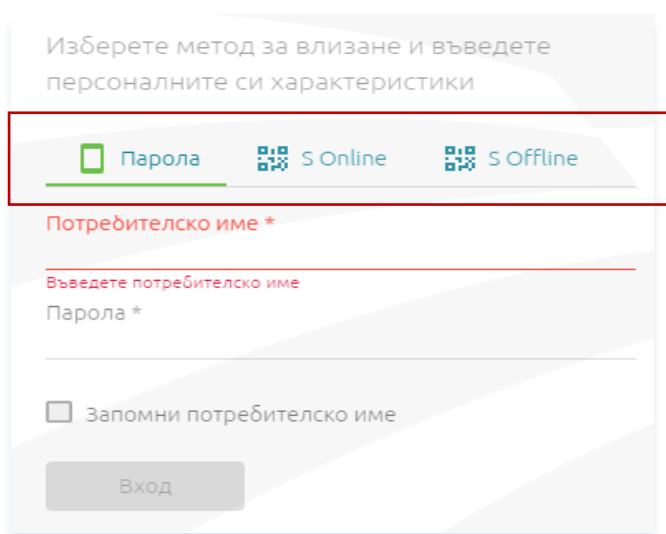 Изберете метод за влизане и въведете
персоналните си характеристики
Парола S Online S Offline
Потребителско име *
Въведете потребителско име
Парола *
Запомни потребителско име
Вход